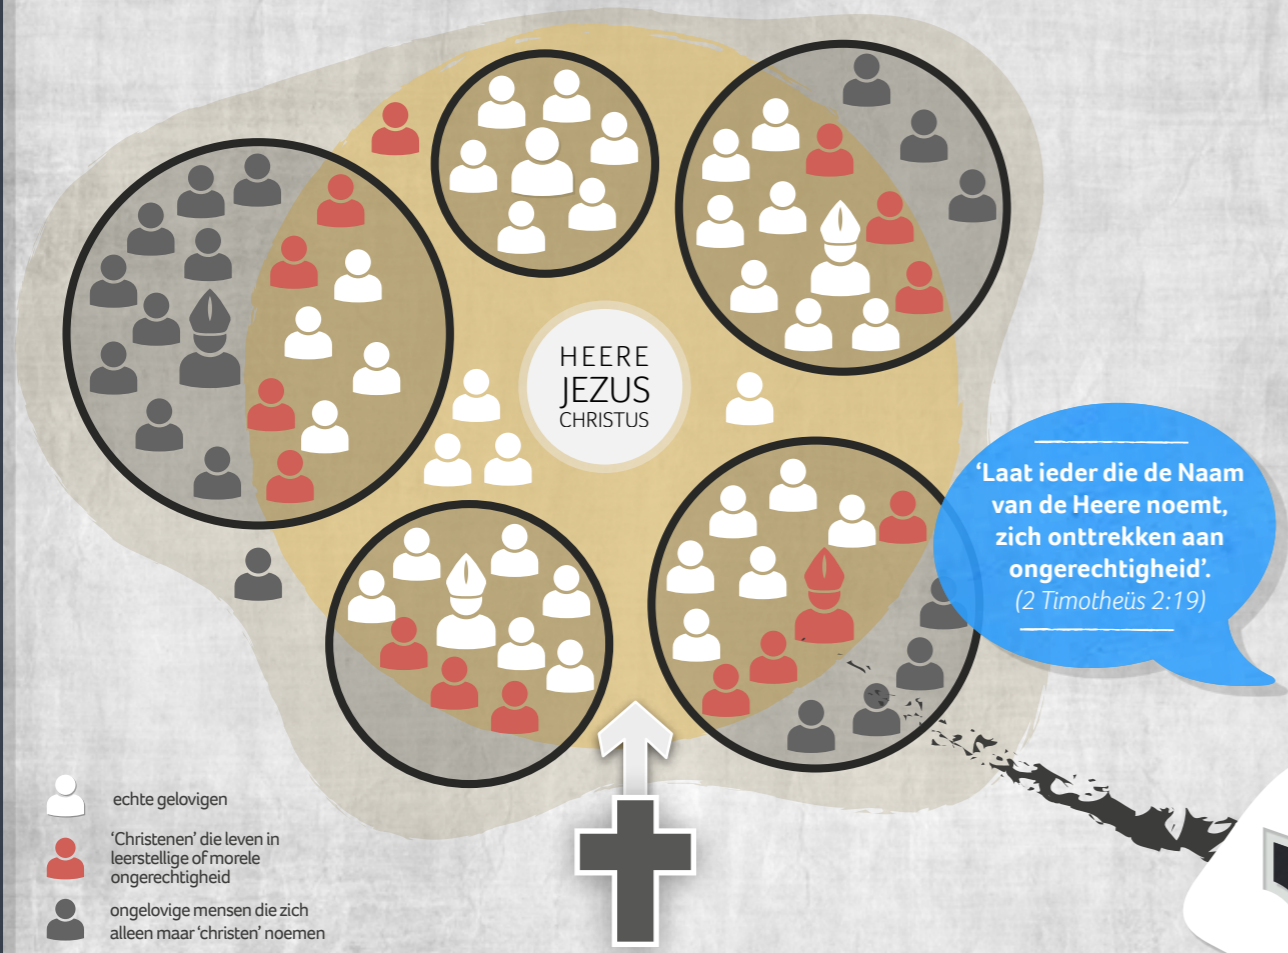 HEERE
JEZUS
CHRISTUS
‘Laat ieder die de Naam
van de Heere noemt,
zich onttrekken aan
ongerechtigheid’.
(2 Timotheüs 2:19)
echte gelovigen
‘Christenen’ die leven in
leerstellige of morele
ongerechtigheid
ongelovige mensen die zich
alleen maar ‘christen’ noemen